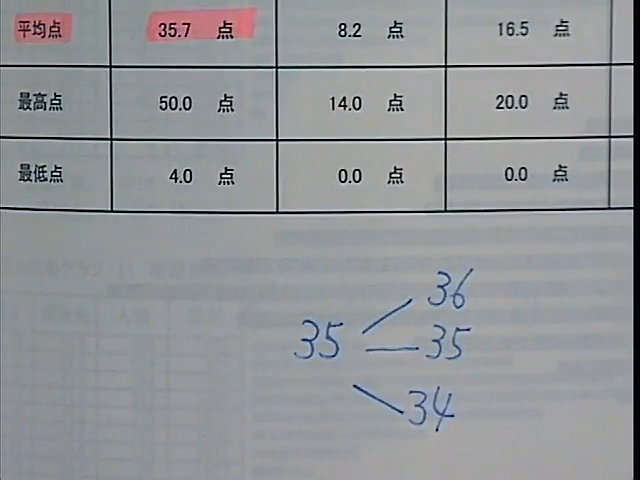 平均点 35.7 点 8.2 点 16.5 点
最高点 50.0 点 14.0 点 20.0 点
最低点 4.0 点 0.0 点 0.0 点
36
35 35
34